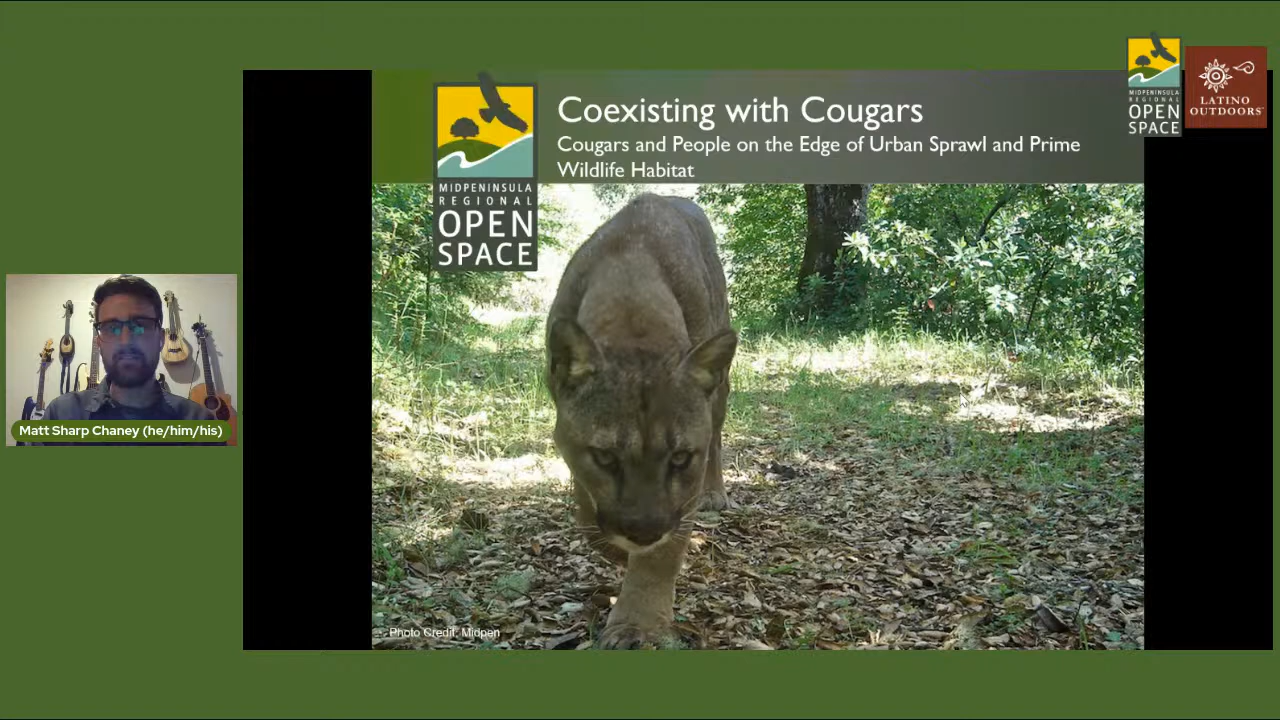 Coexisting with Cougars
Cougars and People on the Edge of Urban Sprawl and Prime
Wildlife Habitat
MIDPENINSULA
REGIONAL
OPEN
SPACE
MIDPENINSULA
REGIONAL
OPEN
SPACE
LATINO
OUTDOORS
Matt Sharp Chaney (he/him/his)
Photo Credit: Midpen